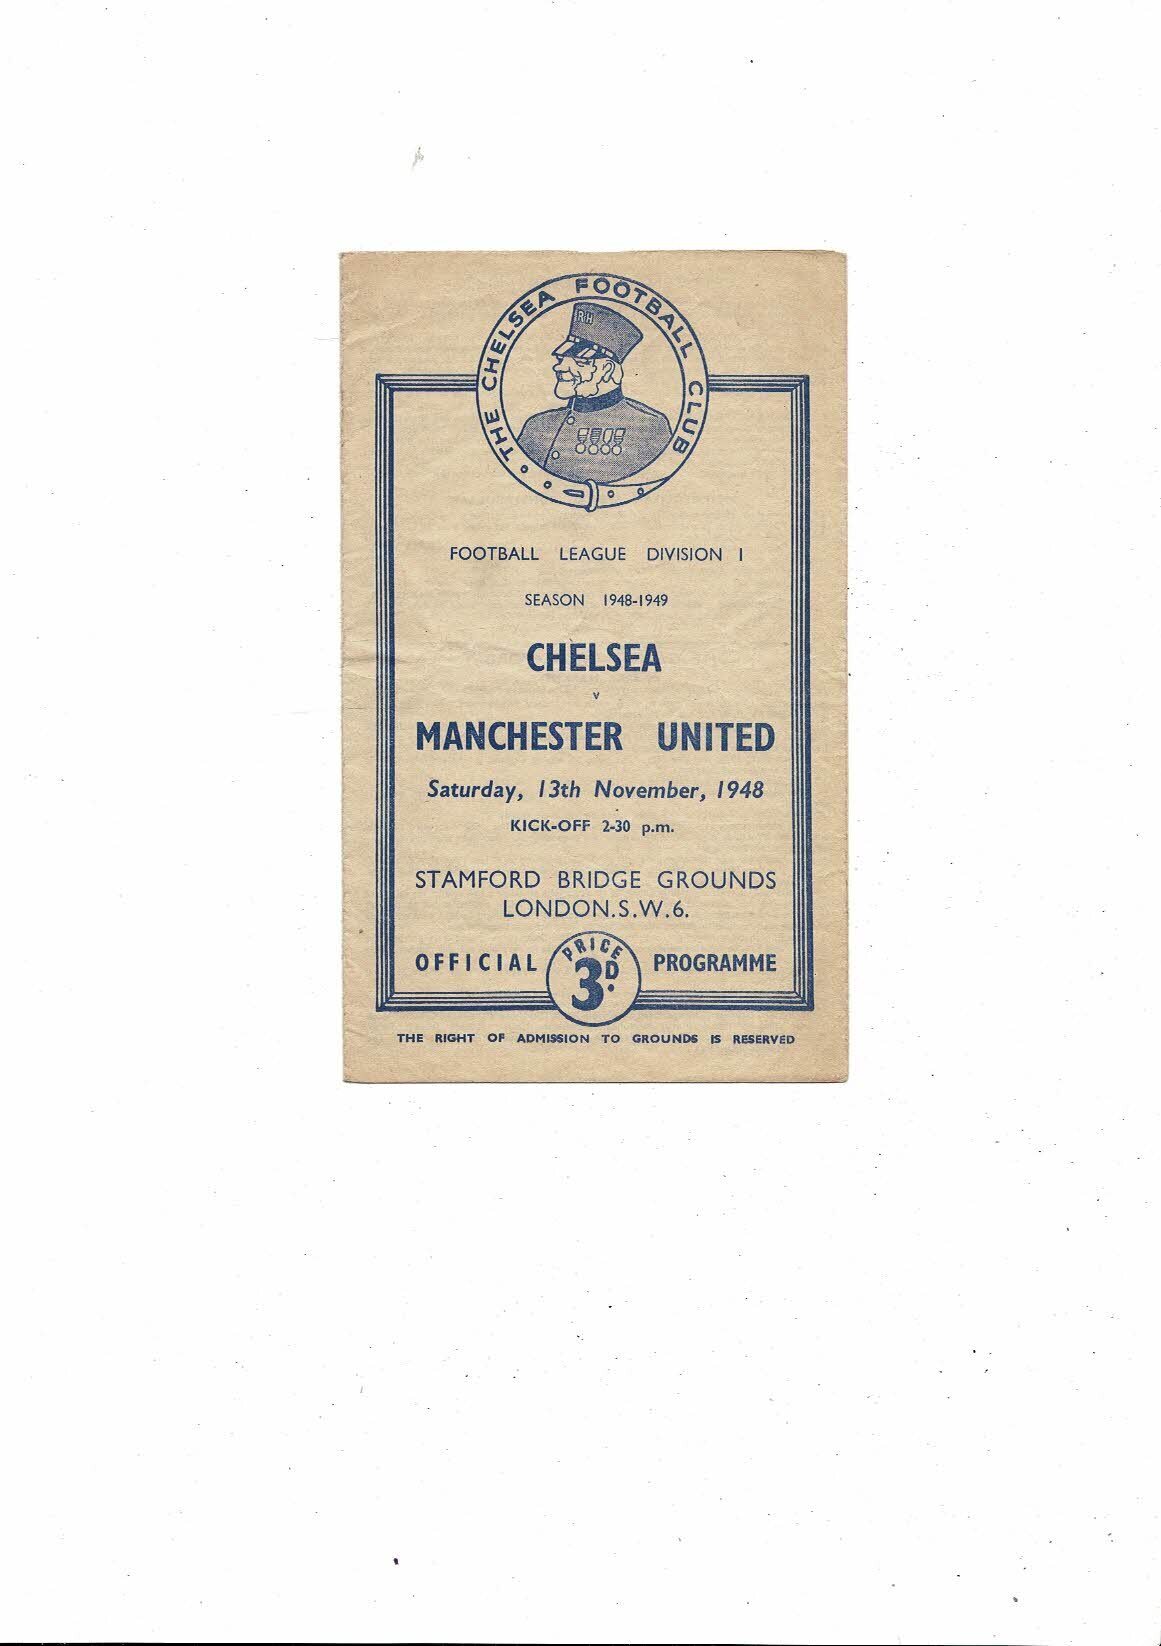 THE CHELSEA FOOTBALL CLUB
RH
FOOTBALL LEAGUE DIVISION I
SEASON 1948-1949
CHELSEA
v
MANCHESTER UNITED
Saturday, 13th November, 1948
KICK-OFF 2-30 p.m.
STAMFORD BRIDGE GROUNDS
LONDON.S.W.6.
OFFICIAL PRICE 3D. PROGRAMME
THE RIGHT OF ADMISSION TO GROUNDS IS RESERVED